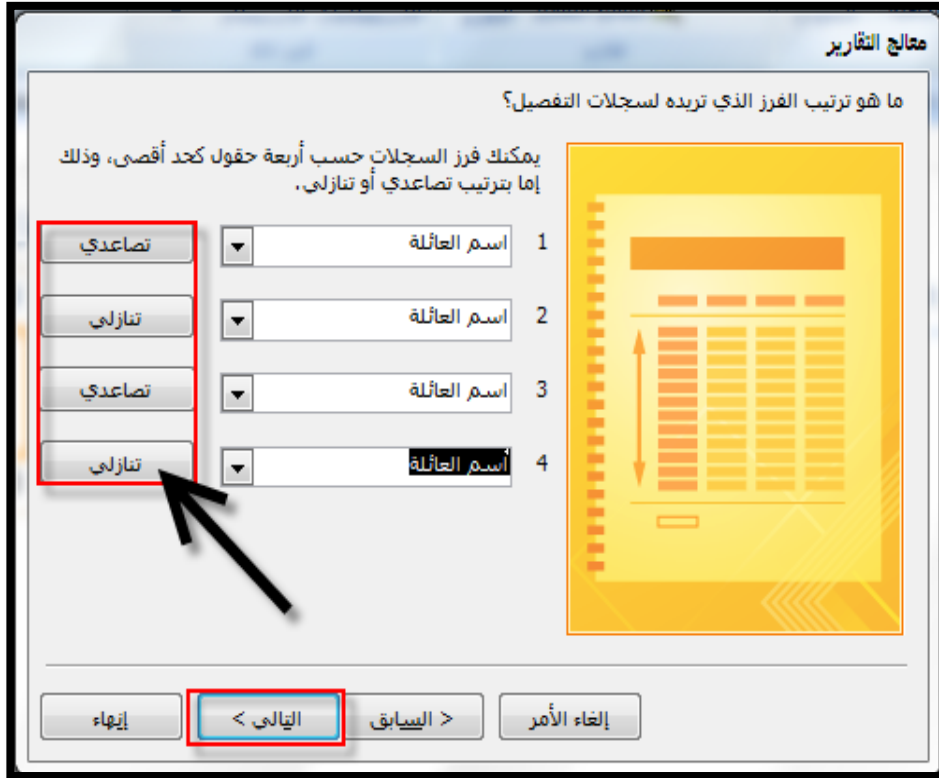 معالج التقارير
ما هو ترتيب الفرز الذي تريده لسجلات التفصيل؟
يمكنك فرز السجلات حسب أربعة حقول كحد أقصى، وذلك
إما بترتيب تصاعدي أو تنازلي.
1 اسم العائلة تصاعدي
2 اسم العائلة تنازلي
3 اسم العائلة تصاعدي
4 اسم العائلة تنازلي
إلغاء الأمر < السابق التالي > إنهاء